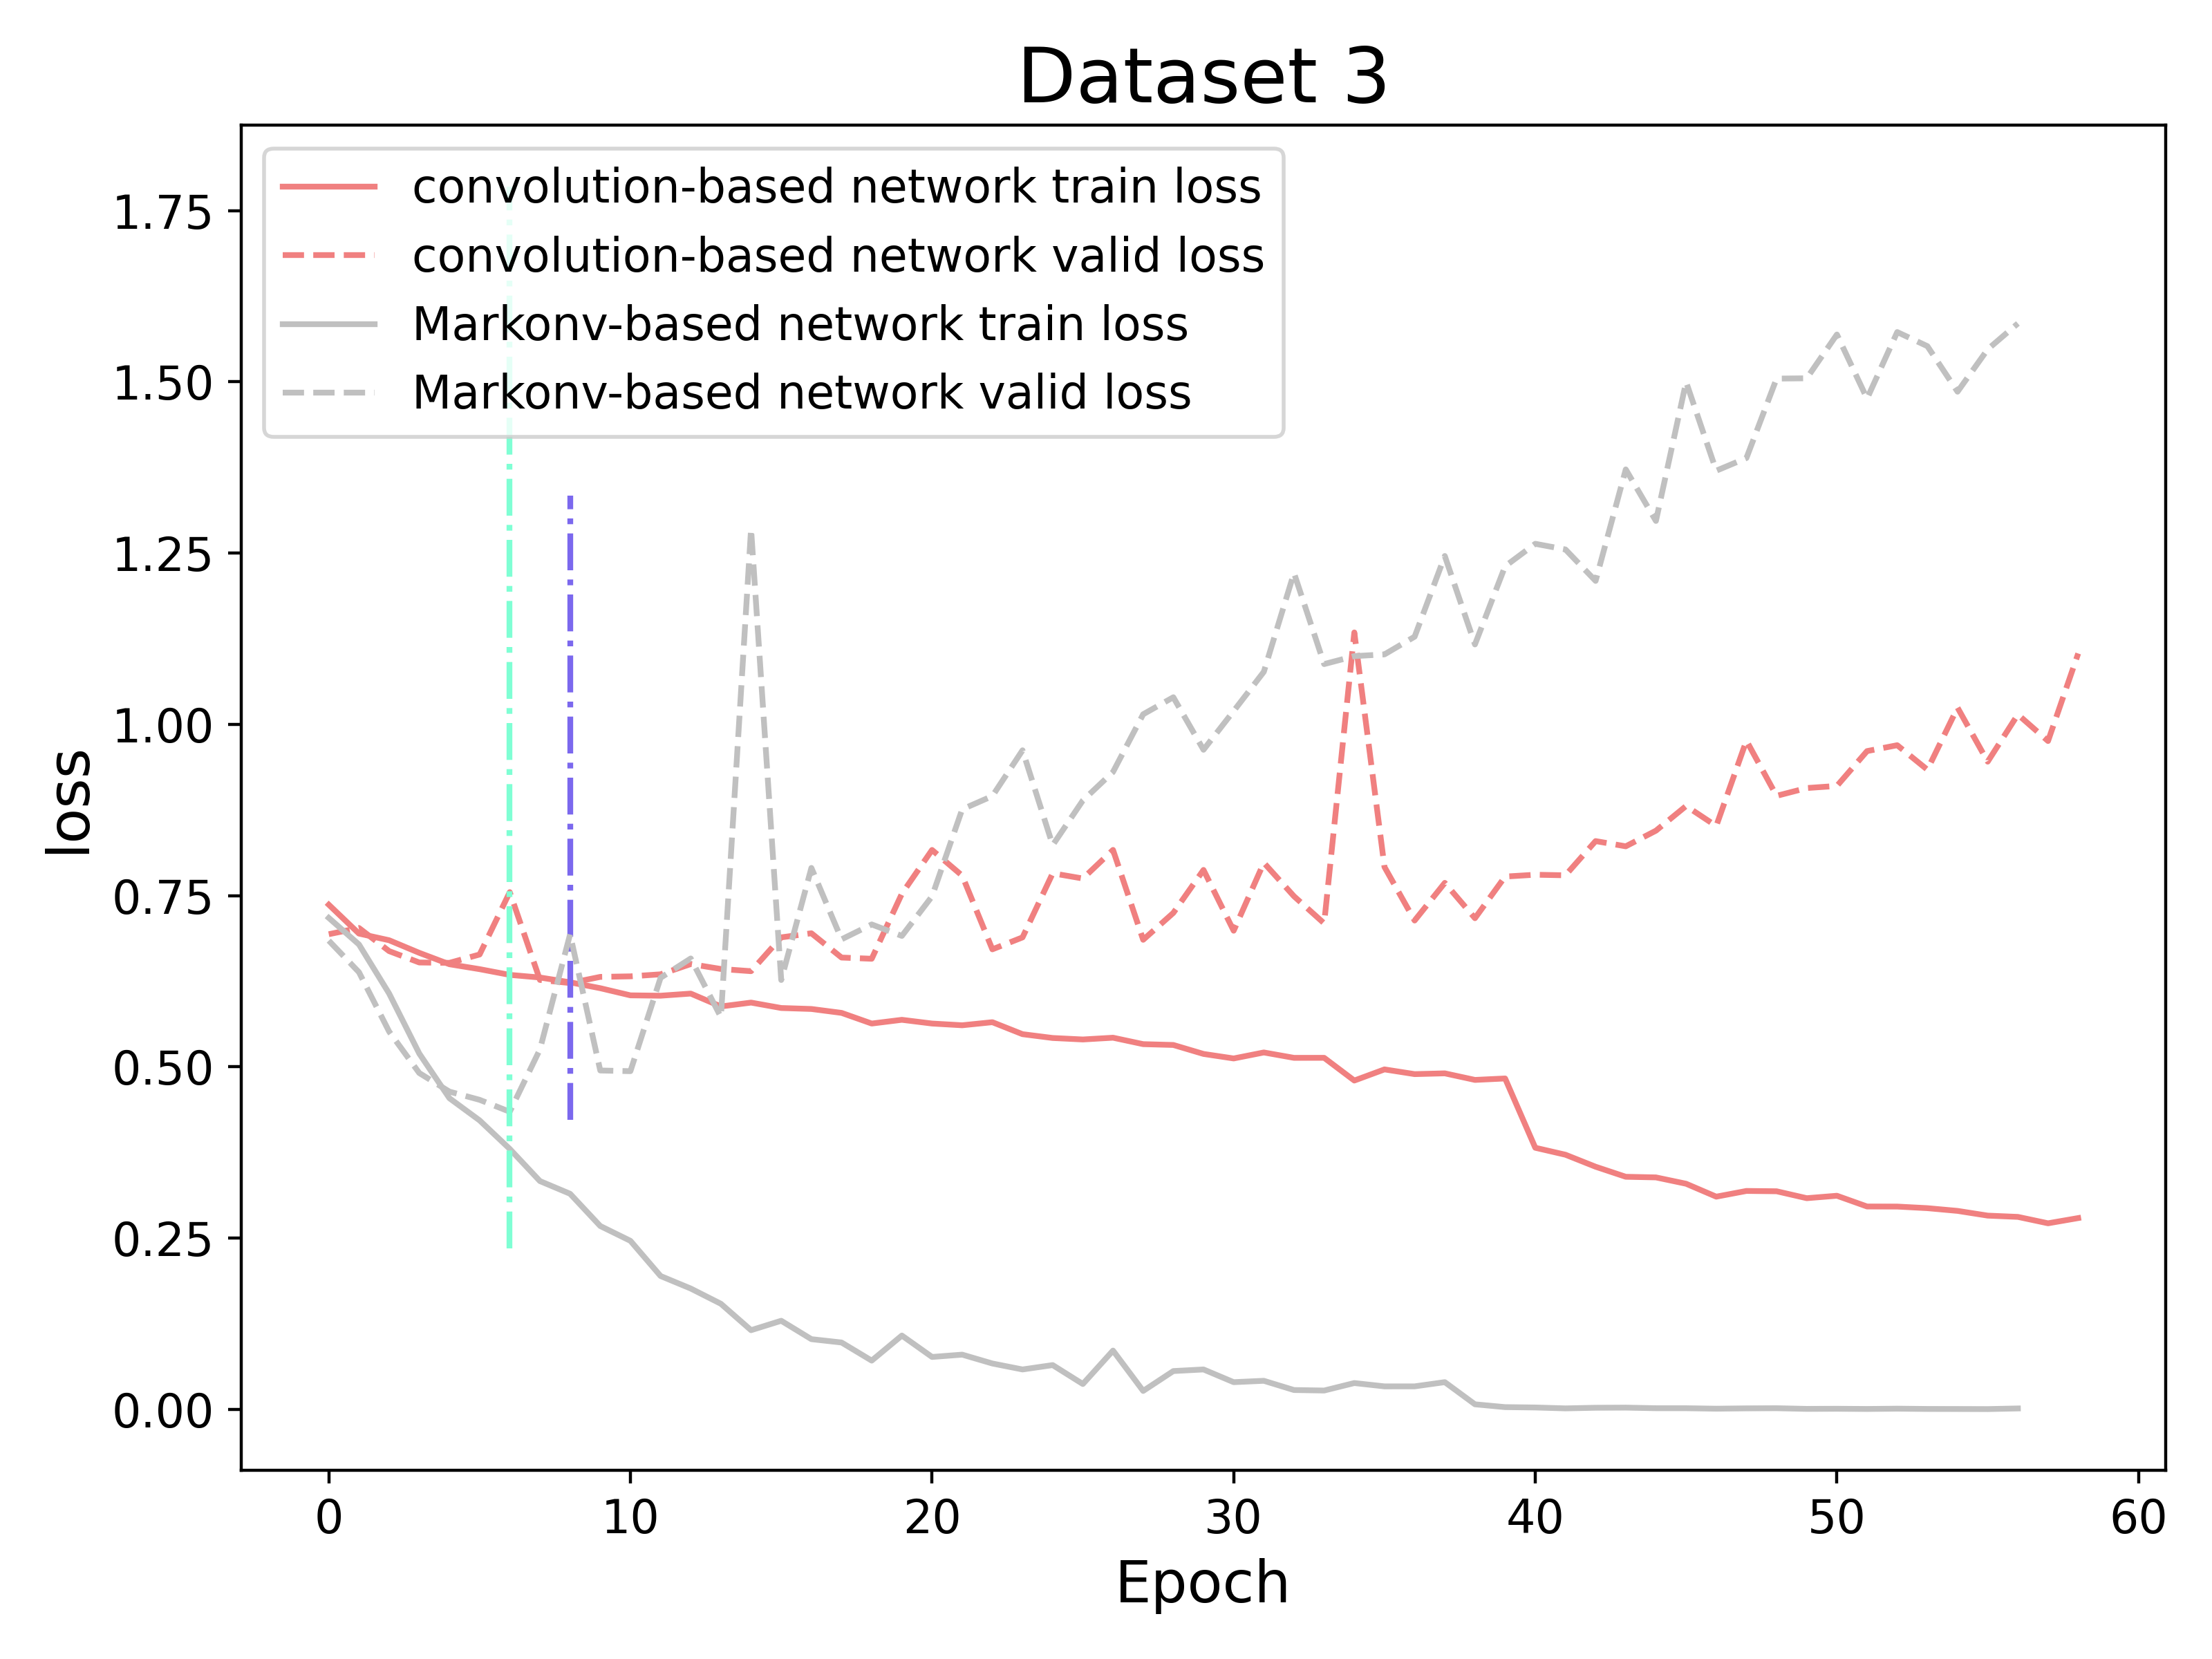 Dataset 3
convolution-based network train loss
convolution-based network valid loss
Markonv-based network train loss
Markonv-based network valid loss
1.75
1.50
1.25
1.00
0.75
0.50
0.25
0.00
loss
0 10 20 30 40 50 60
Epoch